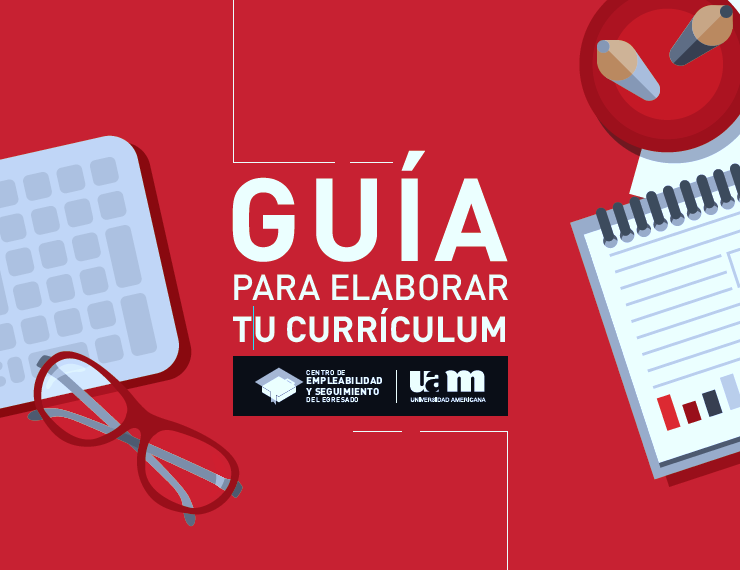 GUÍA
PARA ELABORAR
TU CURRÍCULUM
CENTRO DE
EMPLEABILIDAD
Y SEGUIMIENTO
DEL EGRESADO
uam
UNIVERSIDAD AMERICANA